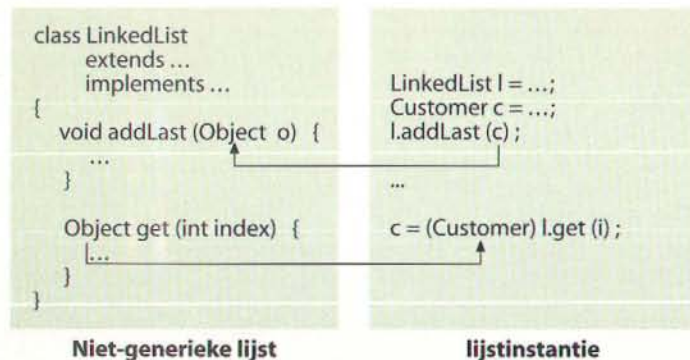 class LinkedList
extends ...
implements ...
{
void addLast (Object o) {
...
}
Object get (int index) {
...
}
}
Niet-generieke lijst
LinkedList l = ...;
Customer c = ...;
l.addLast (c) ;
...
c = (Customer) l.get (i) ;
lijstinstantie